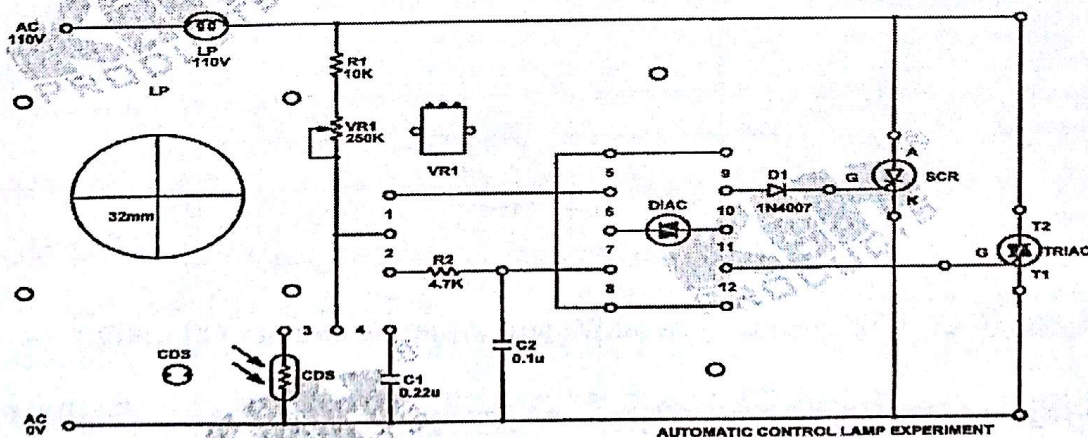 AC
110V
LP
110V
LP
R1
10K
VR1
250K
VR1
32mm
1
2
R2
4.7K
3
4
CDS
CDS
C1
0.22u
C2
0.1u
5
6
7
8
DIAC
9
10
11
12
D1
1N4007
G
A
K
SCR
T2
G
TRIAC
T1
AC
0V
AUTOMATIC CONTROL LAMP EXPERIMENT